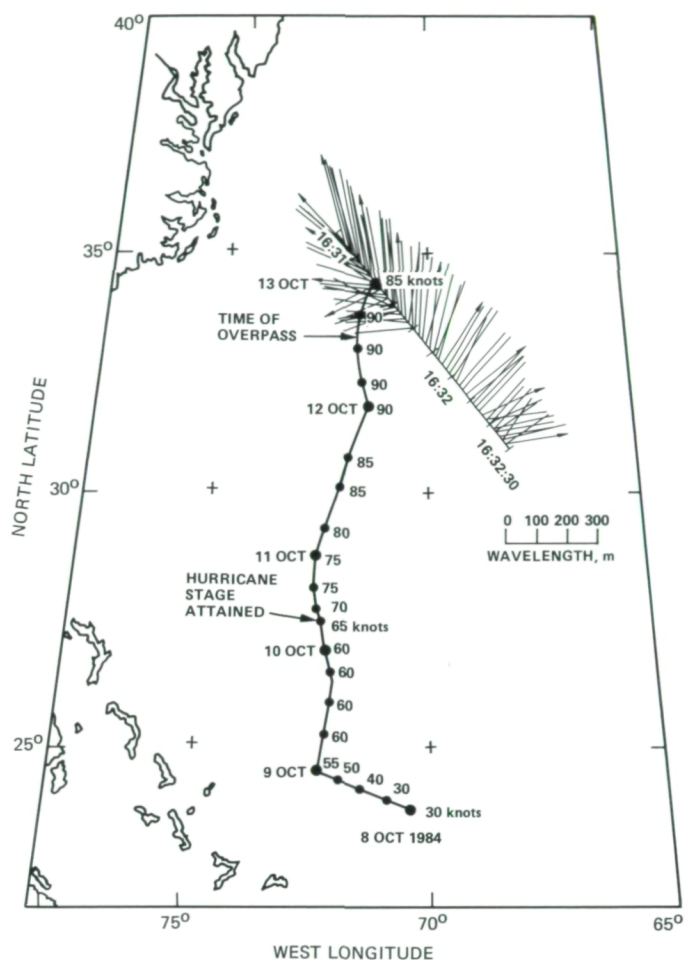 40°
35°
16:31
13 OCT
85 knots
TIME OF
OVERPASS
90
90
90
12 OCT
90
16:32
16:32:30
85
30°
85
0 100 200 300
WAVELENGTH, m
80
11 OCT
75
HURRICANE
STAGE
ATTAINED
75
70
65 knots
10 OCT
60
60
60
60
25°
9 OCT
55
50
40
30
30 knots
8 OCT 1984
NORTH LATITUDE
75°
70°
65°
WEST LONGITUDE